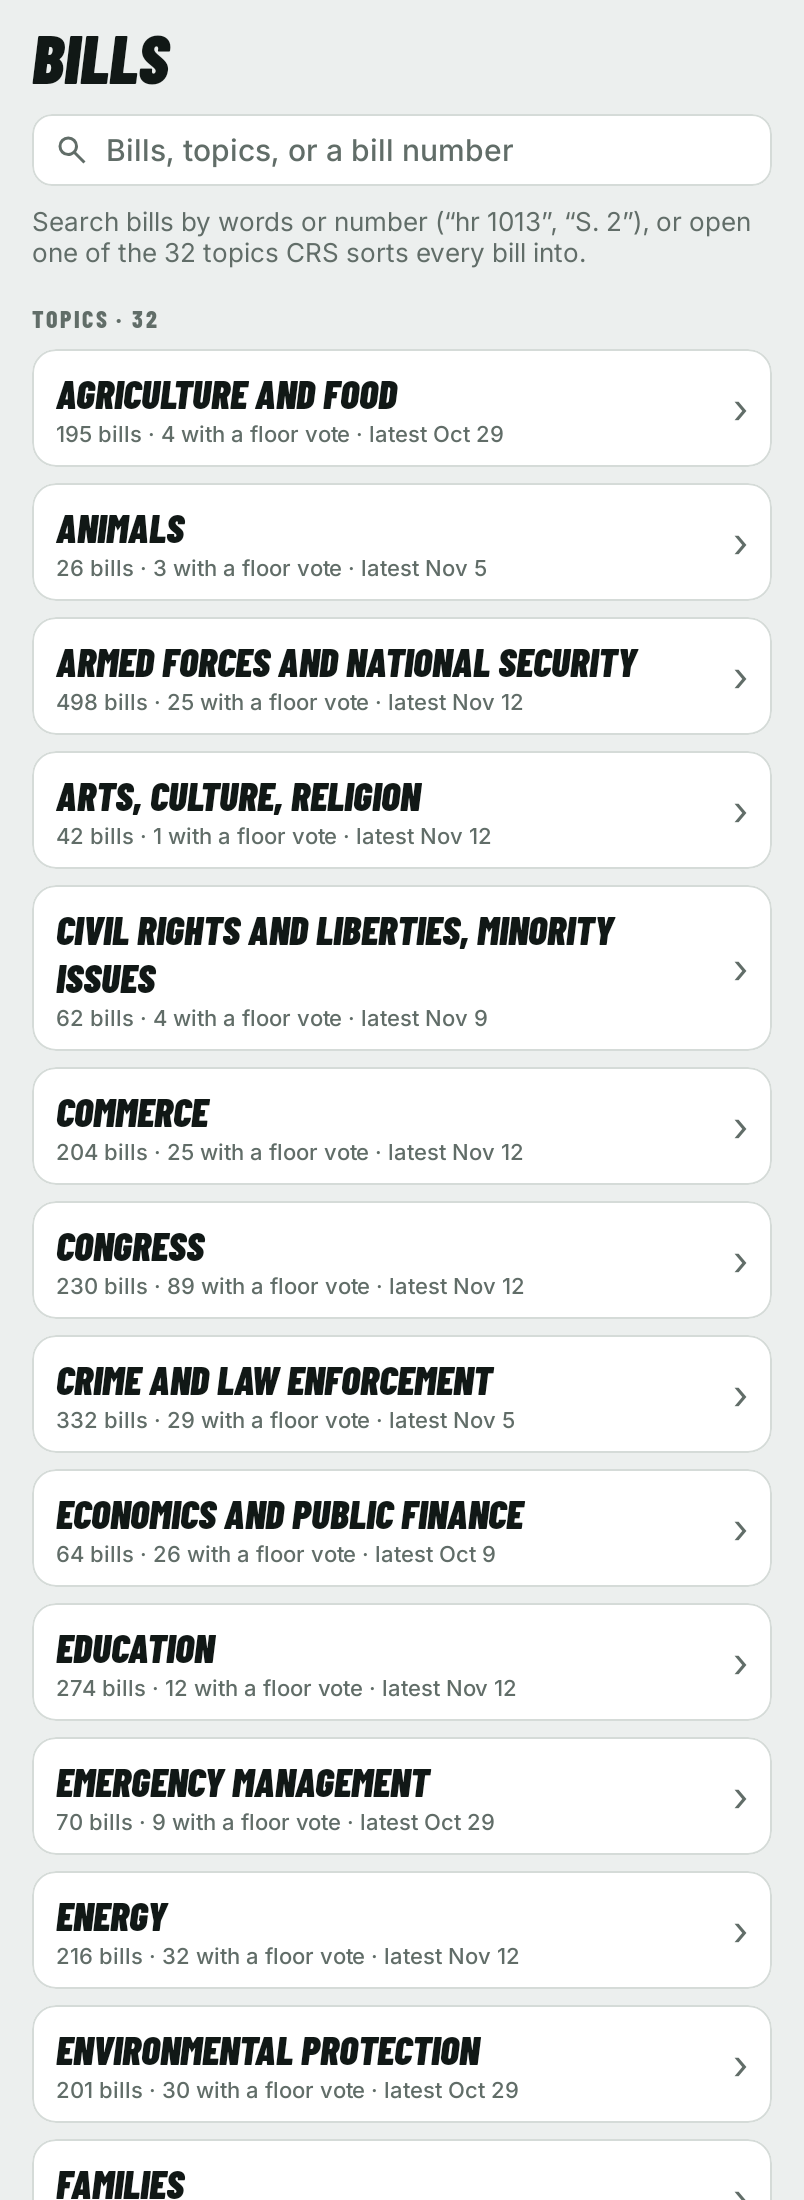 BILLS
Bills, topics, or a bill number
Search bills by words or number (“hr 1013”, “S. 2”), or open
one of the 32 topics CRS sorts every bill into.
TOPICS · 32
AGRICULTURE AND FOOD
195 bills · 4 with a floor vote · latest Oct 29
ANIMALS
26 bills · 3 with a floor vote · latest Nov 5
ARMED FORCES AND NATIONAL SECURITY
498 bills · 25 with a floor vote · latest Nov 12
ARTS, CULTURE, RELIGION
42 bills · 1 with a floor vote · latest Nov 12
CIVIL RIGHTS AND LIBERTIES, MINORITY
ISSUES
62 bills · 4 with a floor vote · latest Nov 9
COMMERCE
204 bills · 25 with a floor vote · latest Nov 12
CONGRESS
230 bills · 89 with a floor vote · latest Nov 12
CRIME AND LAW ENFORCEMENT
332 bills · 29 with a floor vote · latest Nov 5
ECONOMICS AND PUBLIC FINANCE
64 bills · 26 with a floor vote · latest Oct 9
EDUCATION
274 bills · 12 with a floor vote · latest Nov 12
EMERGENCY MANAGEMENT
70 bills · 9 with a floor vote · latest Oct 29
ENERGY
216 bills · 32 with a floor vote · latest Nov 12
ENVIRONMENTAL PROTECTION
201 bills · 30 with a floor vote · latest Oct 29
FAMILIES